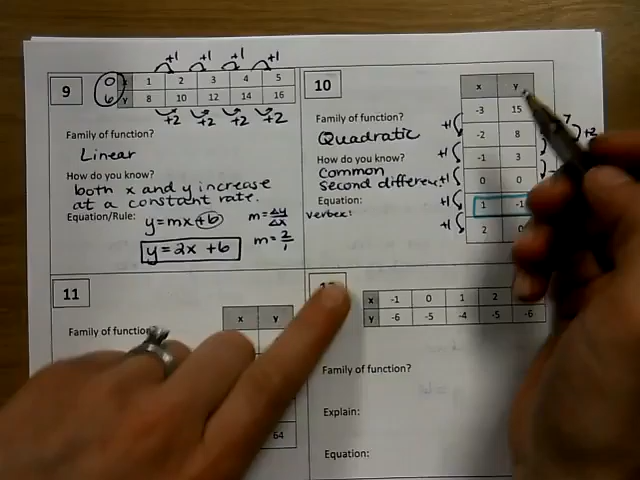 9
+1 +1 +1 +1
0 x 1 2 3 4 5
6 y 8 10 12 14 16
+2 +2 +2 +2
Family of function?
Linear
How do you know?
both x and y increase
at a constant rate.
Equation/Rule:
y=mx+b
m=Δy/Δx
m=2/1
y=2x+6
10
x y
-3 15
-2 8
-1 3
0 0
1 -1
2 0
+1
+1
+1
+1
+1
7
+2
Family of function?
Quadratic
How do you know?
Common
Second differen
Equation:
vertex:
11
Family of function
x y
64
x -1 0 1 2
y -6 -5 -4 -5 -6
Family of function?
Explain:
Equation: